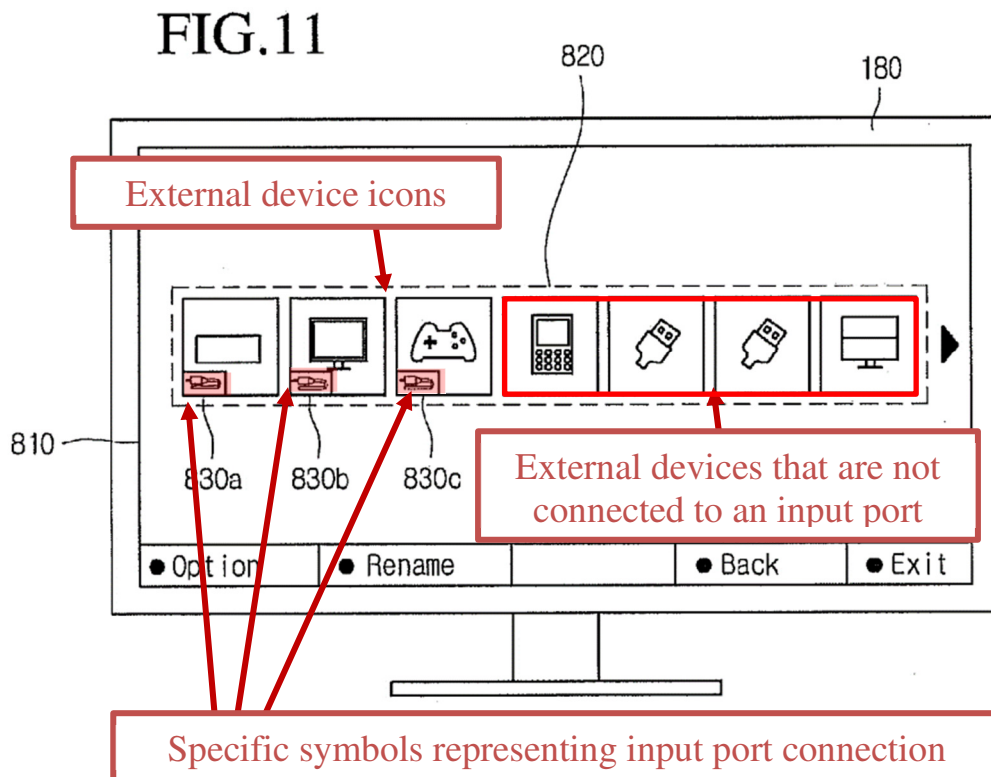 FIG.11
820
180
External device icons
810
830a
830b
830c
External devices that are not
connected to an input port
● Option
● Rename
● Back
● Exit
Specific symbols representing input port connection